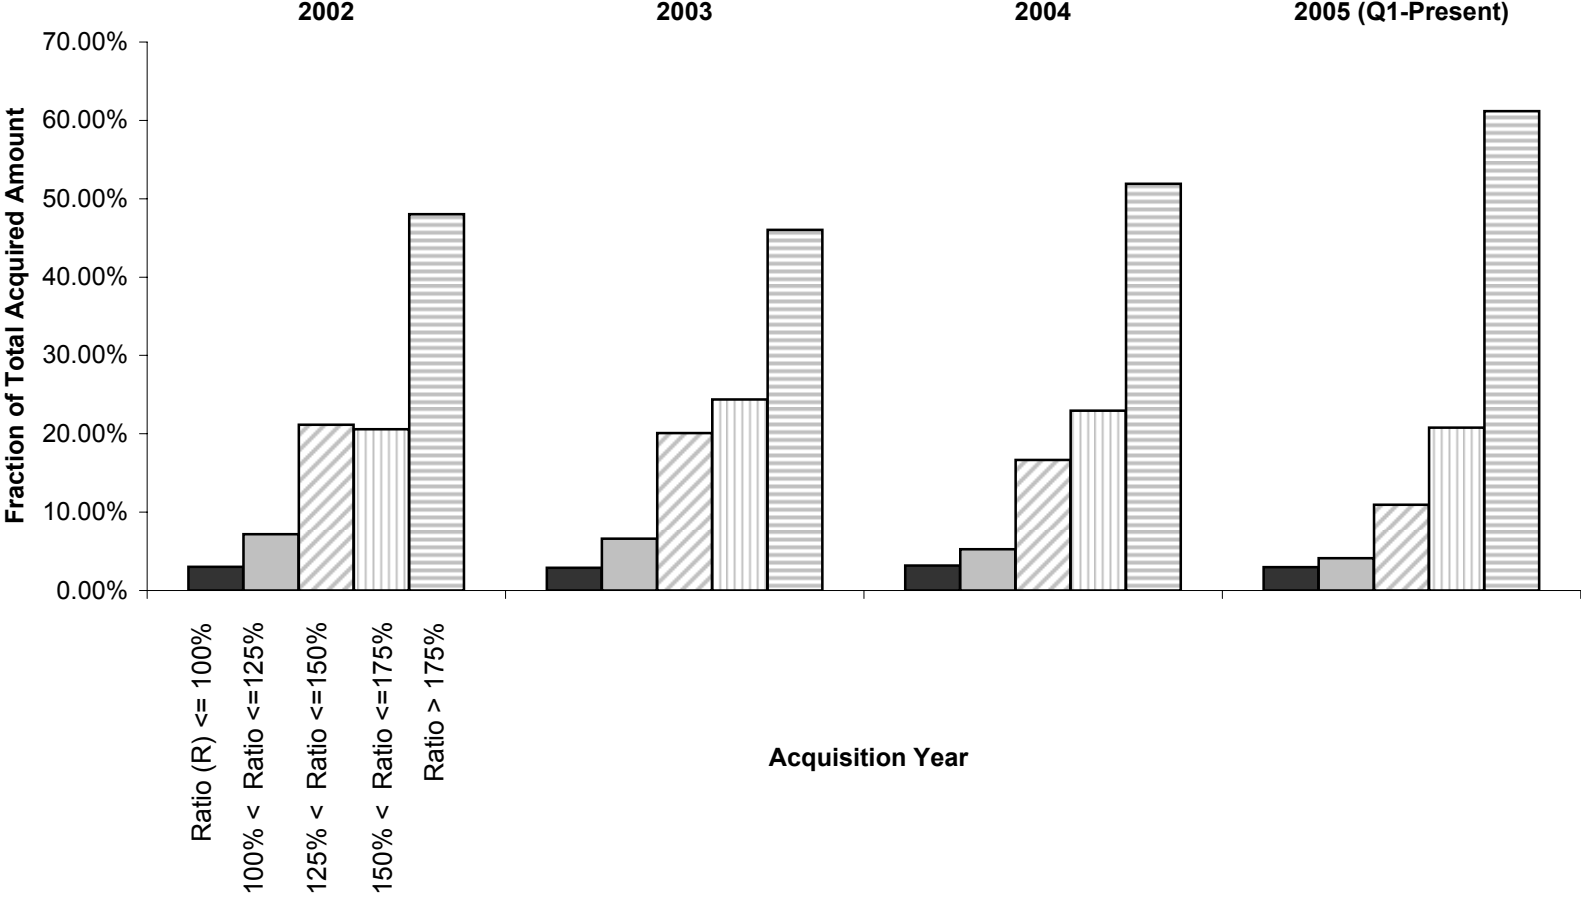 2002
2003
2004
2005 (Q1-Present)
70.00%
60.00%
50.00%
40.00%
30.00%
20.00%
10.00%
0.00%
Fraction of Total Acquired Amount
Ratio (R) <= 100%
100% < Ratio <=125%
125% < Ratio <=150%
150% < Ratio <=175%
Ratio > 175%
Acquisition Year